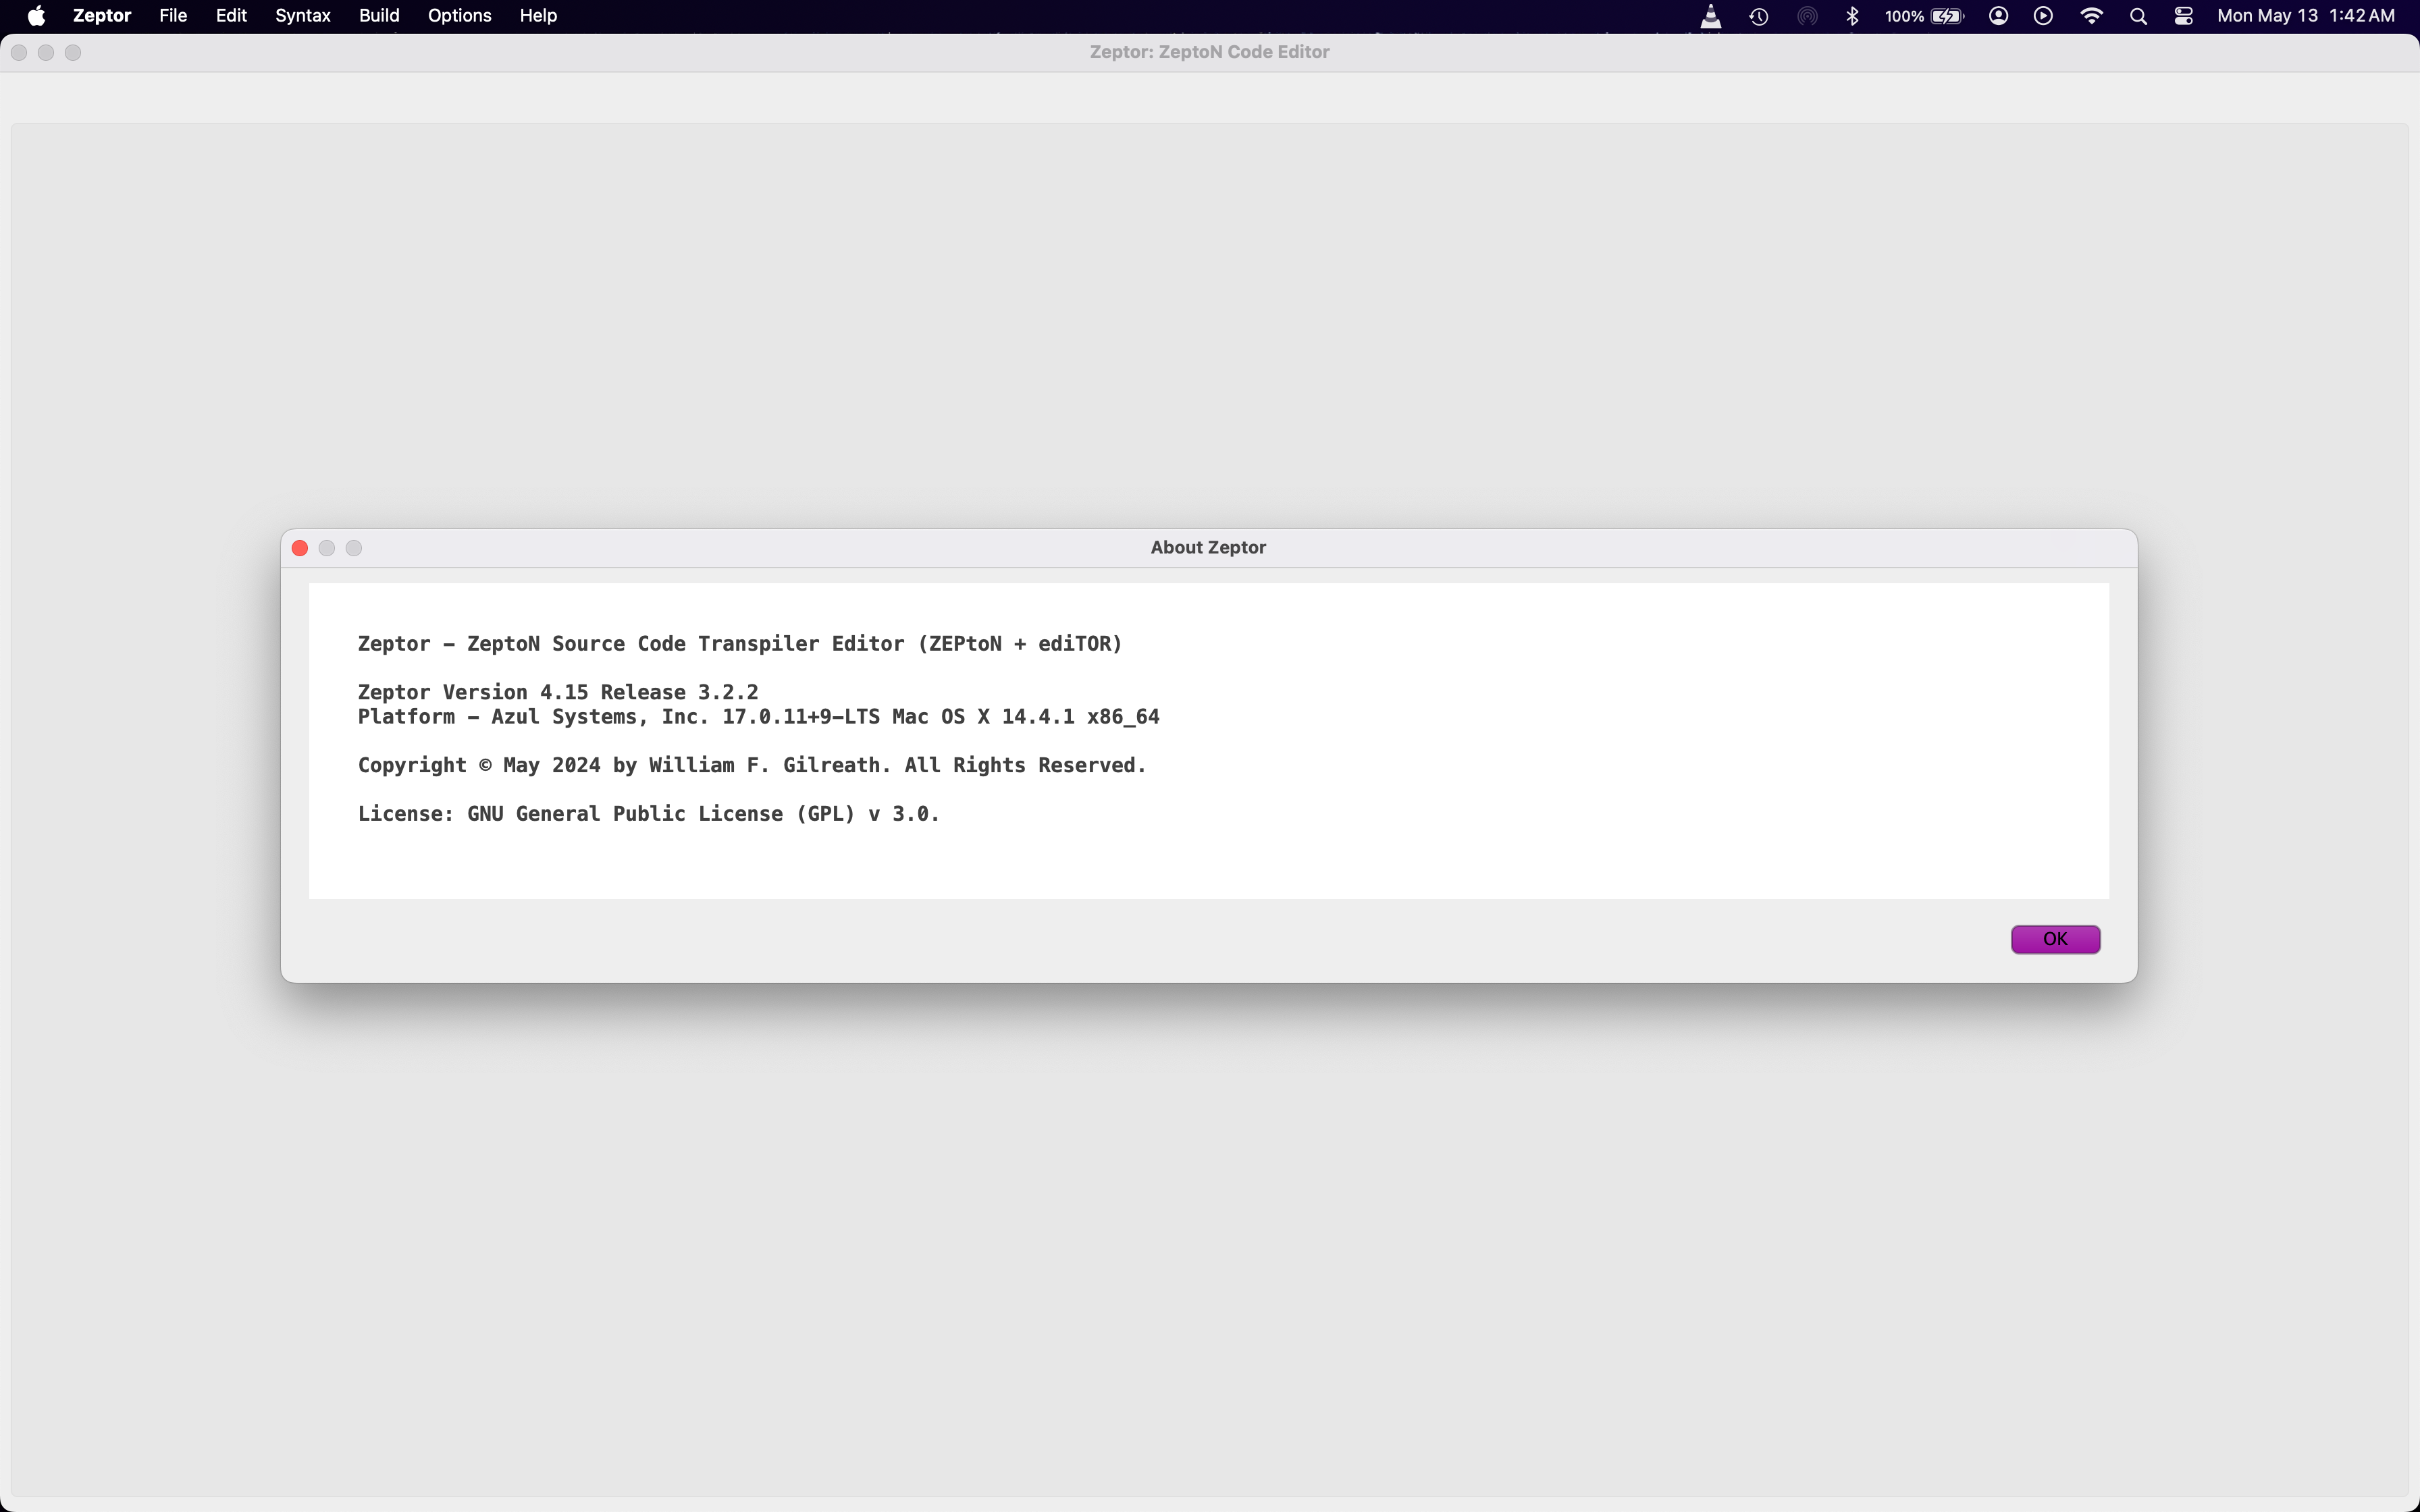 Zeptor File Edit Syntax Build Options Help 100% Mon May 13 1:42 AM
Zeptor: ZeptoN Code Editor
About Zeptor
Zeptor – ZeptoN Source Code Transpiler Editor (ZEPtoN + ediTOR)
Zeptor Version 4.15 Release 3.2.2
Platform – Azul Systems, Inc. 17.0.11+9–LTS Mac OS X 14.4.1 x86_64
Copyright © May 2024 by William F. Gilreath. All Rights Reserved.
License: GNU General Public License (GPL) v 3.0.
OK